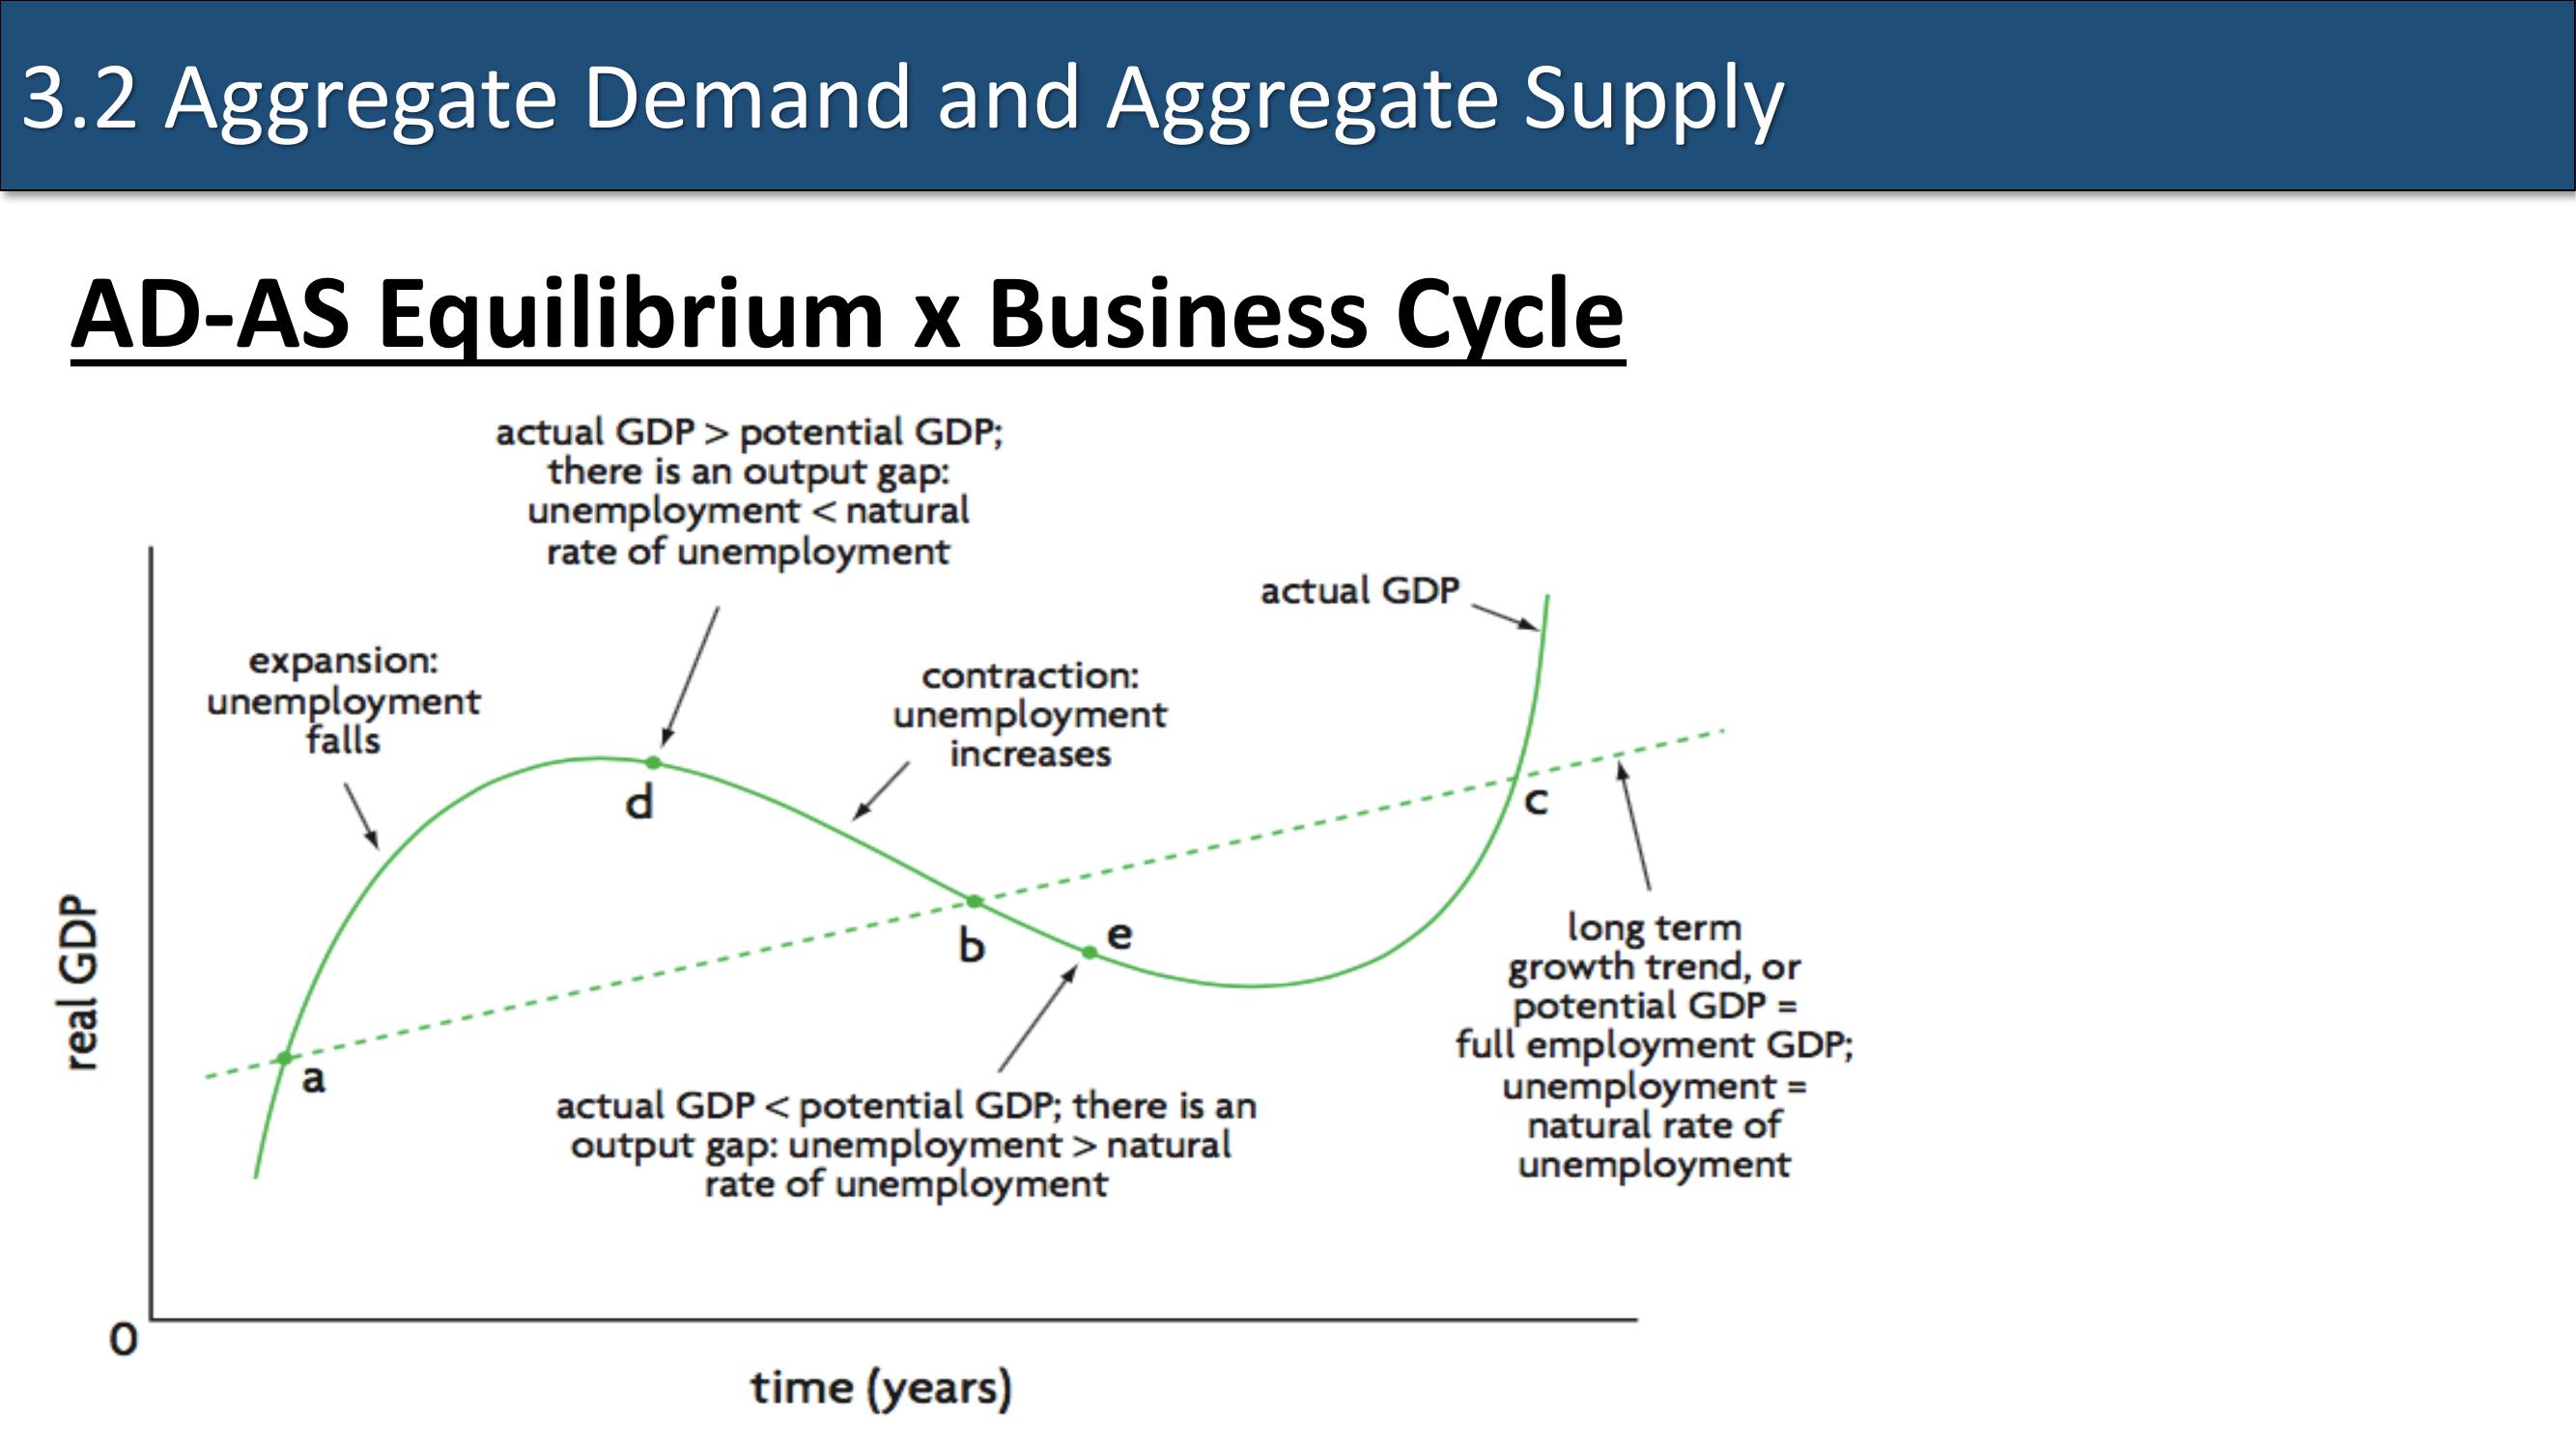 3.2 Aggregate Demand and Aggregate Supply
AD-AS Equilibrium x Business Cycle
actual GDP > potential GDP;
there is an output gap:
unemployment < natural
rate of unemployment
actual GDP
expansion:
unemployment
falls
contraction:
unemployment
increases
d
c
b
e
a
long term
growth trend, or
potential GDP =
full employment GDP;
unemployment =
natural rate of
unemployment
actual GDP < potential GDP; there is an
output gap: unemployment > natural
rate of unemployment
real GDP
0
time (years)